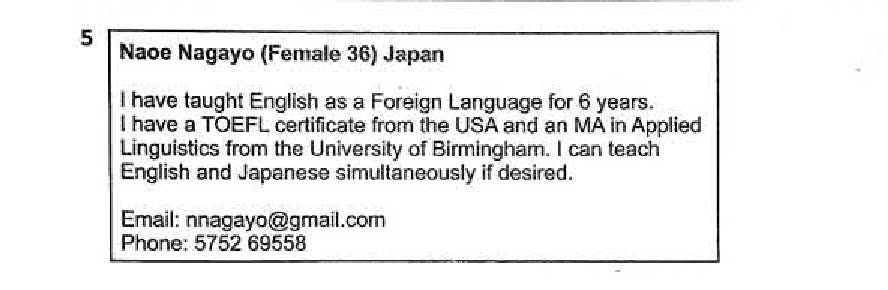 5
Naoe Nagayo (Female 36) Japan
I have taught English as a Foreign Language for 6 years.
I have a TOEFL certificate from the USA and an MA in Applied
Linguistics from the University of Birmingham. I can teach
English and Japanese simultaneously if desired.
Email: nnagayo@gmail.com
Phone: 5752 69558